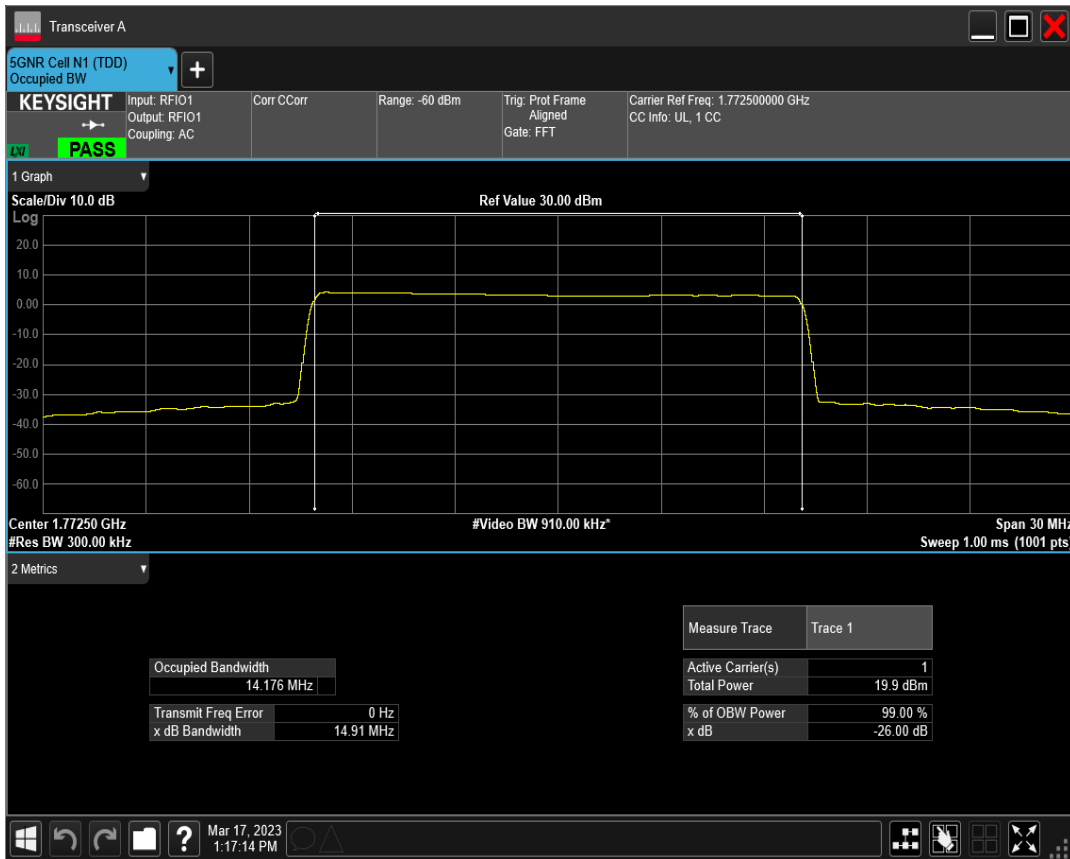 Transceiver A
5GNR Cell N1 (TDD)
Occupied BW
KEYSIGHT
LXI
PASS
Input: RFIO1
Output: RFIO1
Coupling: AC
Corr CCorr
Range: -60 dBm
Trig: Prot Frame
Aligned
Gate: FFT
Carrier Ref Freq: 1.772500000 GHz
CC Info: UL, 1 CC
1 Graph
Scale/Div 10.0 dB
Ref Value 30.00 dBm
Log
20.0
10.0
0.00
-10.0
-20.0
-30.0
-40.0
-50.0
-60.0
Center 1.77250 GHz
#Video BW 910.00 kHz*
Span 30 MHz
#Res BW 300.00 kHz
Sweep 1.00 ms (1001 pts)
2 Metrics
Measure Trace Trace 1
Occupied Bandwidth
14.176 MHz
Transmit Freq Error 0 Hz
x dB Bandwidth 14.91 MHz
Active Carrier(s) 1
Total Power 19.9 dBm
% of OBW Power 99.00 %
x dB -26.00 dB
?
Mar 17, 2023
1:17:14 PM